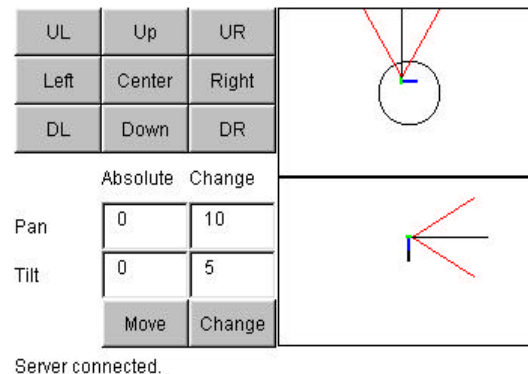 UL Up UR
Left Center Right
DL Down DR
Absolute Change
Pan 0 10
Tilt 0 5
Move Change
Server connected.